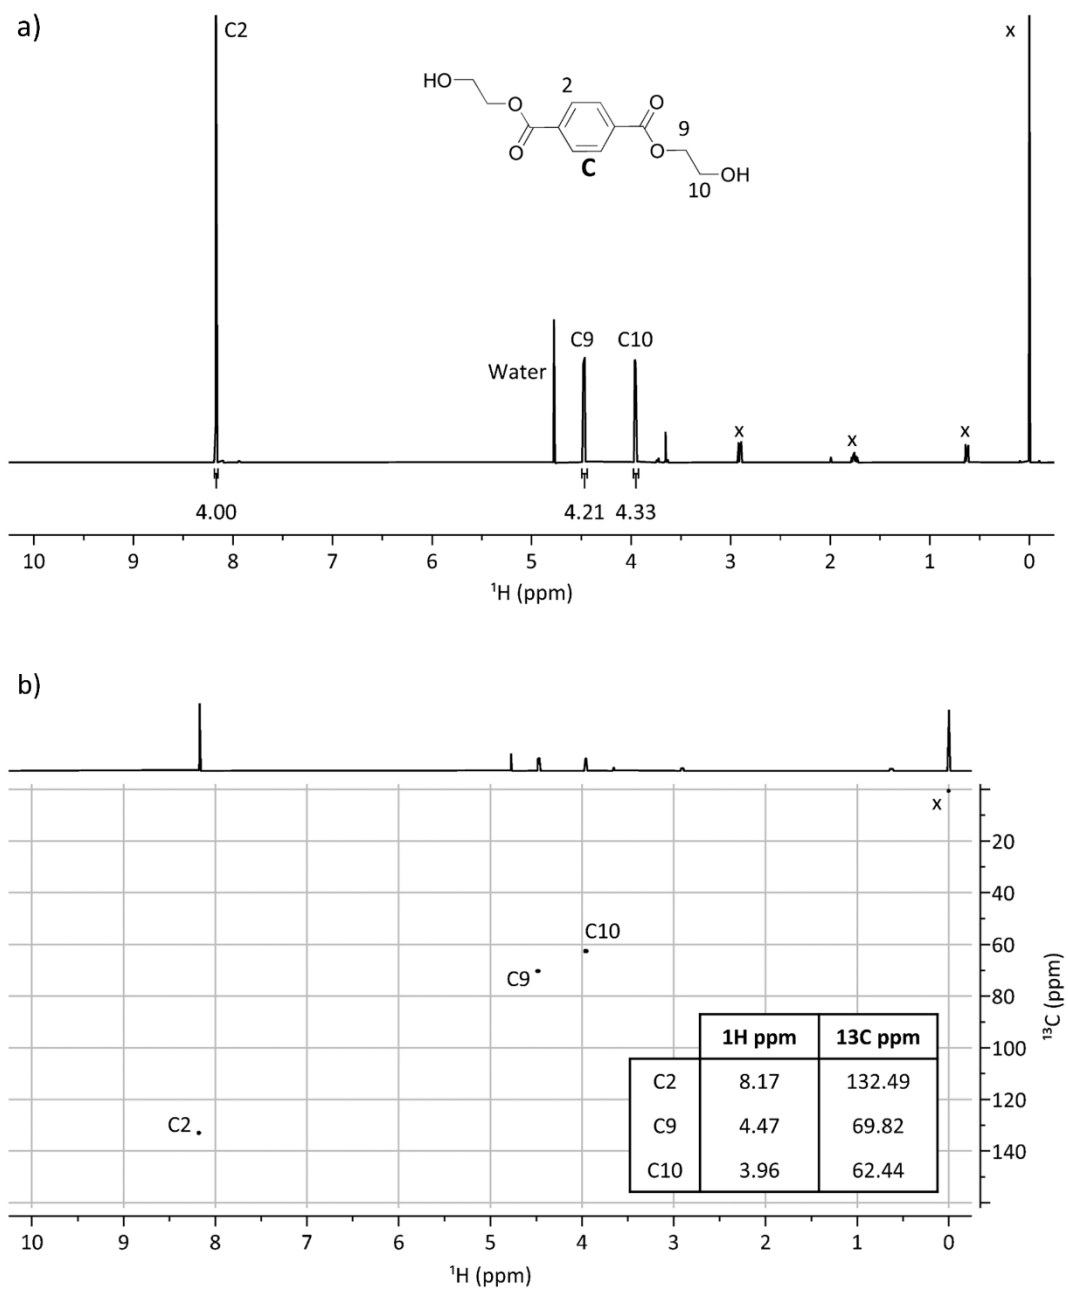 a)
C2
x
HO
2
O
O
9
O
O
C
10
OH
C9 C10
Water
x
x
x
4.00 4.21 4.33
10 9 8 7 6 5 4 3 2 1 0
¹H (ppm)
b)
x
20
40
C10
60
C9
80
¹³C (ppm)
1H ppm 13C ppm
100
C2 8.17 132.49
120
C9 4.47 69.82
C2
140
C10 3.96 62.44
10 9 8 7 6 5 4 3 2 1 0
¹H (ppm)